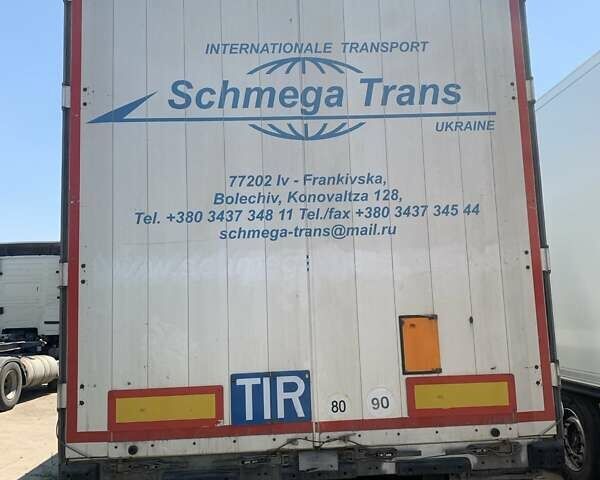 INTERNATIONALE TRANSPORT
Schmega Trans
UKRAINE
77202 Iv - Frankivska,
Bolechiv, Konovaltza 128,
Tel. +380 3437 348 11 Tel./fax +380 3437 345 44
schmega-trans@mail.ru
TIR
80
90